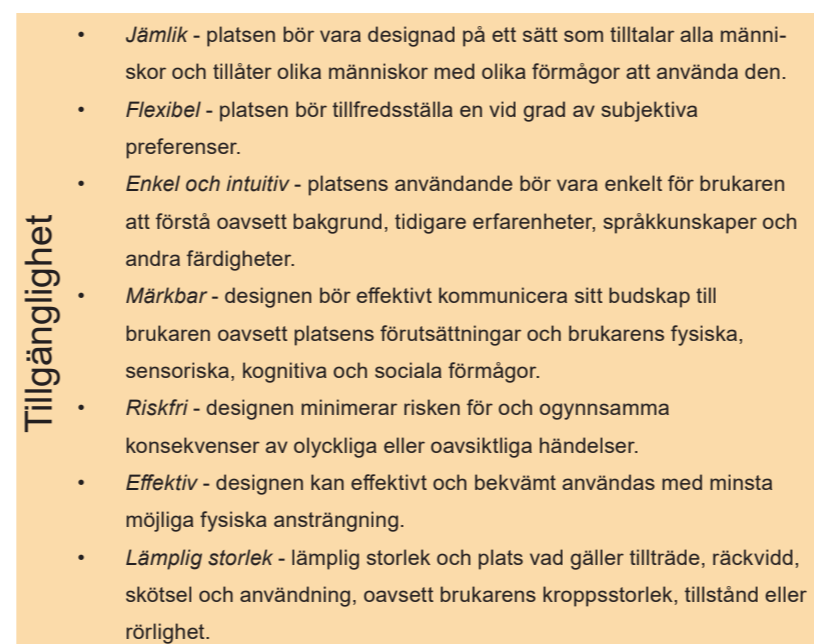 Tillgänglighet
• Jämlik - platsen bör vara designad på ett sätt som tilltalar alla männi-
skor och tillåter olika människor med olika förmågor att använda den.
• Flexibel - platsen bör tillfredsställa en vid grad av subjektiva
preferenser.
• Enkel och intuitiv - platsens användande bör vara enkelt för brukaren
att förstå oavsett bakgrund, tidigare erfarenheter, språkkunskaper och
andra färdigheter.
• Märkbar - designen bör effektivt kommunicera sitt budskap till
brukaren oavsett platsens förutsättningar och brukarens fysiska,
sensoriska, kognitiva och sociala förmågor.
• Riskfri - designen minimerar risken för och ogynnsamma
konsekvenser av olyckliga eller oavsiktliga händelser.
• Effektiv - designen kan effektivt och bekvämt användas med minsta
möjliga fysiska ansträngning.
• Lämplig storlek - lämplig storlek och plats vad gäller tillträde, räckvidd,
skötsel och användning, oavsett brukarens kroppsstorlek, tillstånd eller
rörlighet.